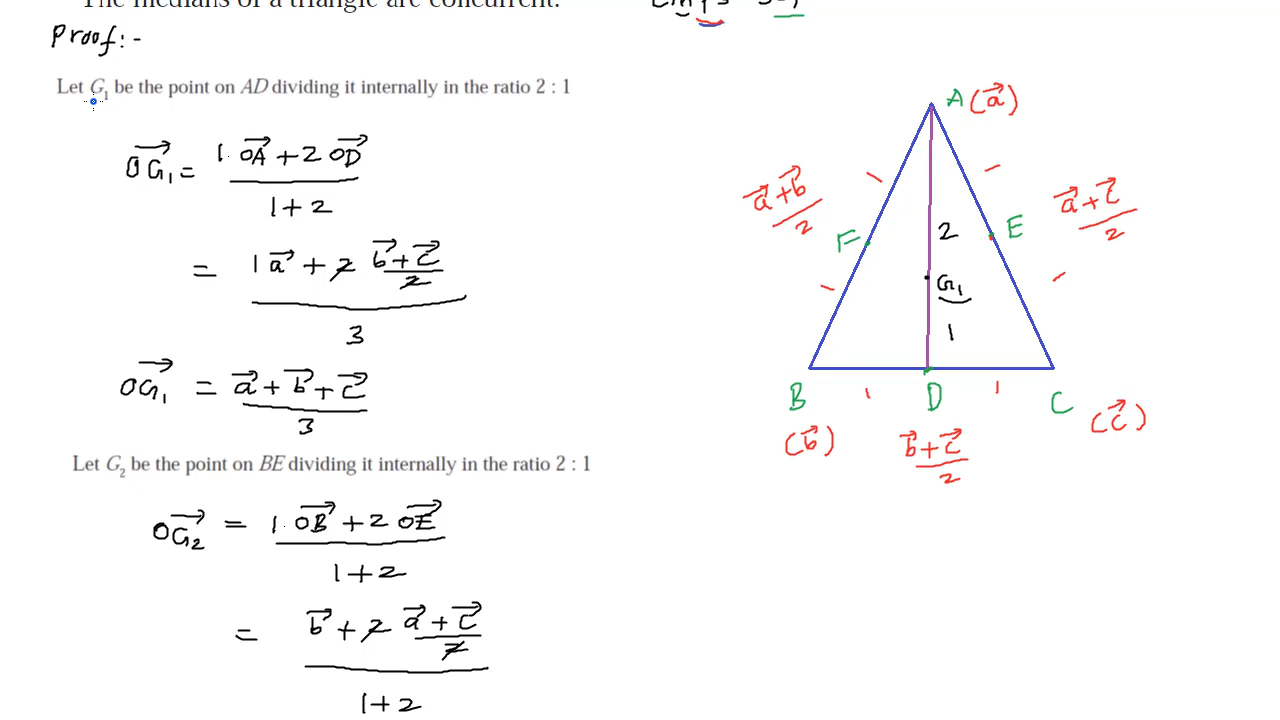 The medians of a triangle are concurrent.
Proof:-
Let G₁ be the point on AD dividing it internally in the ratio 2 : 1
→OG₁ = (1·→OA + 2→OD)/(1+2)
= (1→a + 2 (→b+→c)/2)/3
→OG₁ = (→a+→b+→c)/3
Let G₂ be the point on BE dividing it internally in the ratio 2 : 1
→OG₂ = (1·→OB + 2→OE)/(1+2)
= (→b + 2 (→a+→c)/2)/(1+2)
A (→a)
(→a+→b)/2
(→a+→c)/2
F
2
E
G₁
1
B
D
C
(→b)
(→b+→c)/2
(→c)